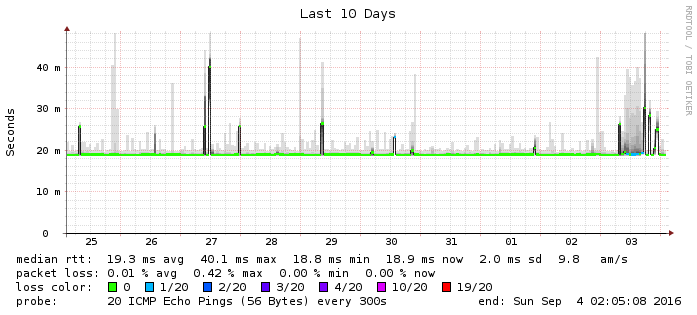 Last 10 Days
RRDTOOL / TOBI OETIKER
Seconds
40 m
30 m
20 m
10 m
0
25 26 27 28 29 30 31 01 02 03
median rtt: 19.3 ms avg 40.1 ms max 18.8 ms min 18.9 ms now 2.0 ms sd 9.8 am/s
packet loss: 0.01 % avg 0.42 % max 0.00 % min 0.00 % now
loss color: 0 1/20 2/20 3/20 4/20 10/20 19/20
probe: 20 ICMP Echo Pings (56 Bytes) every 300s end: Sun Sep 4 02:05:08 2016